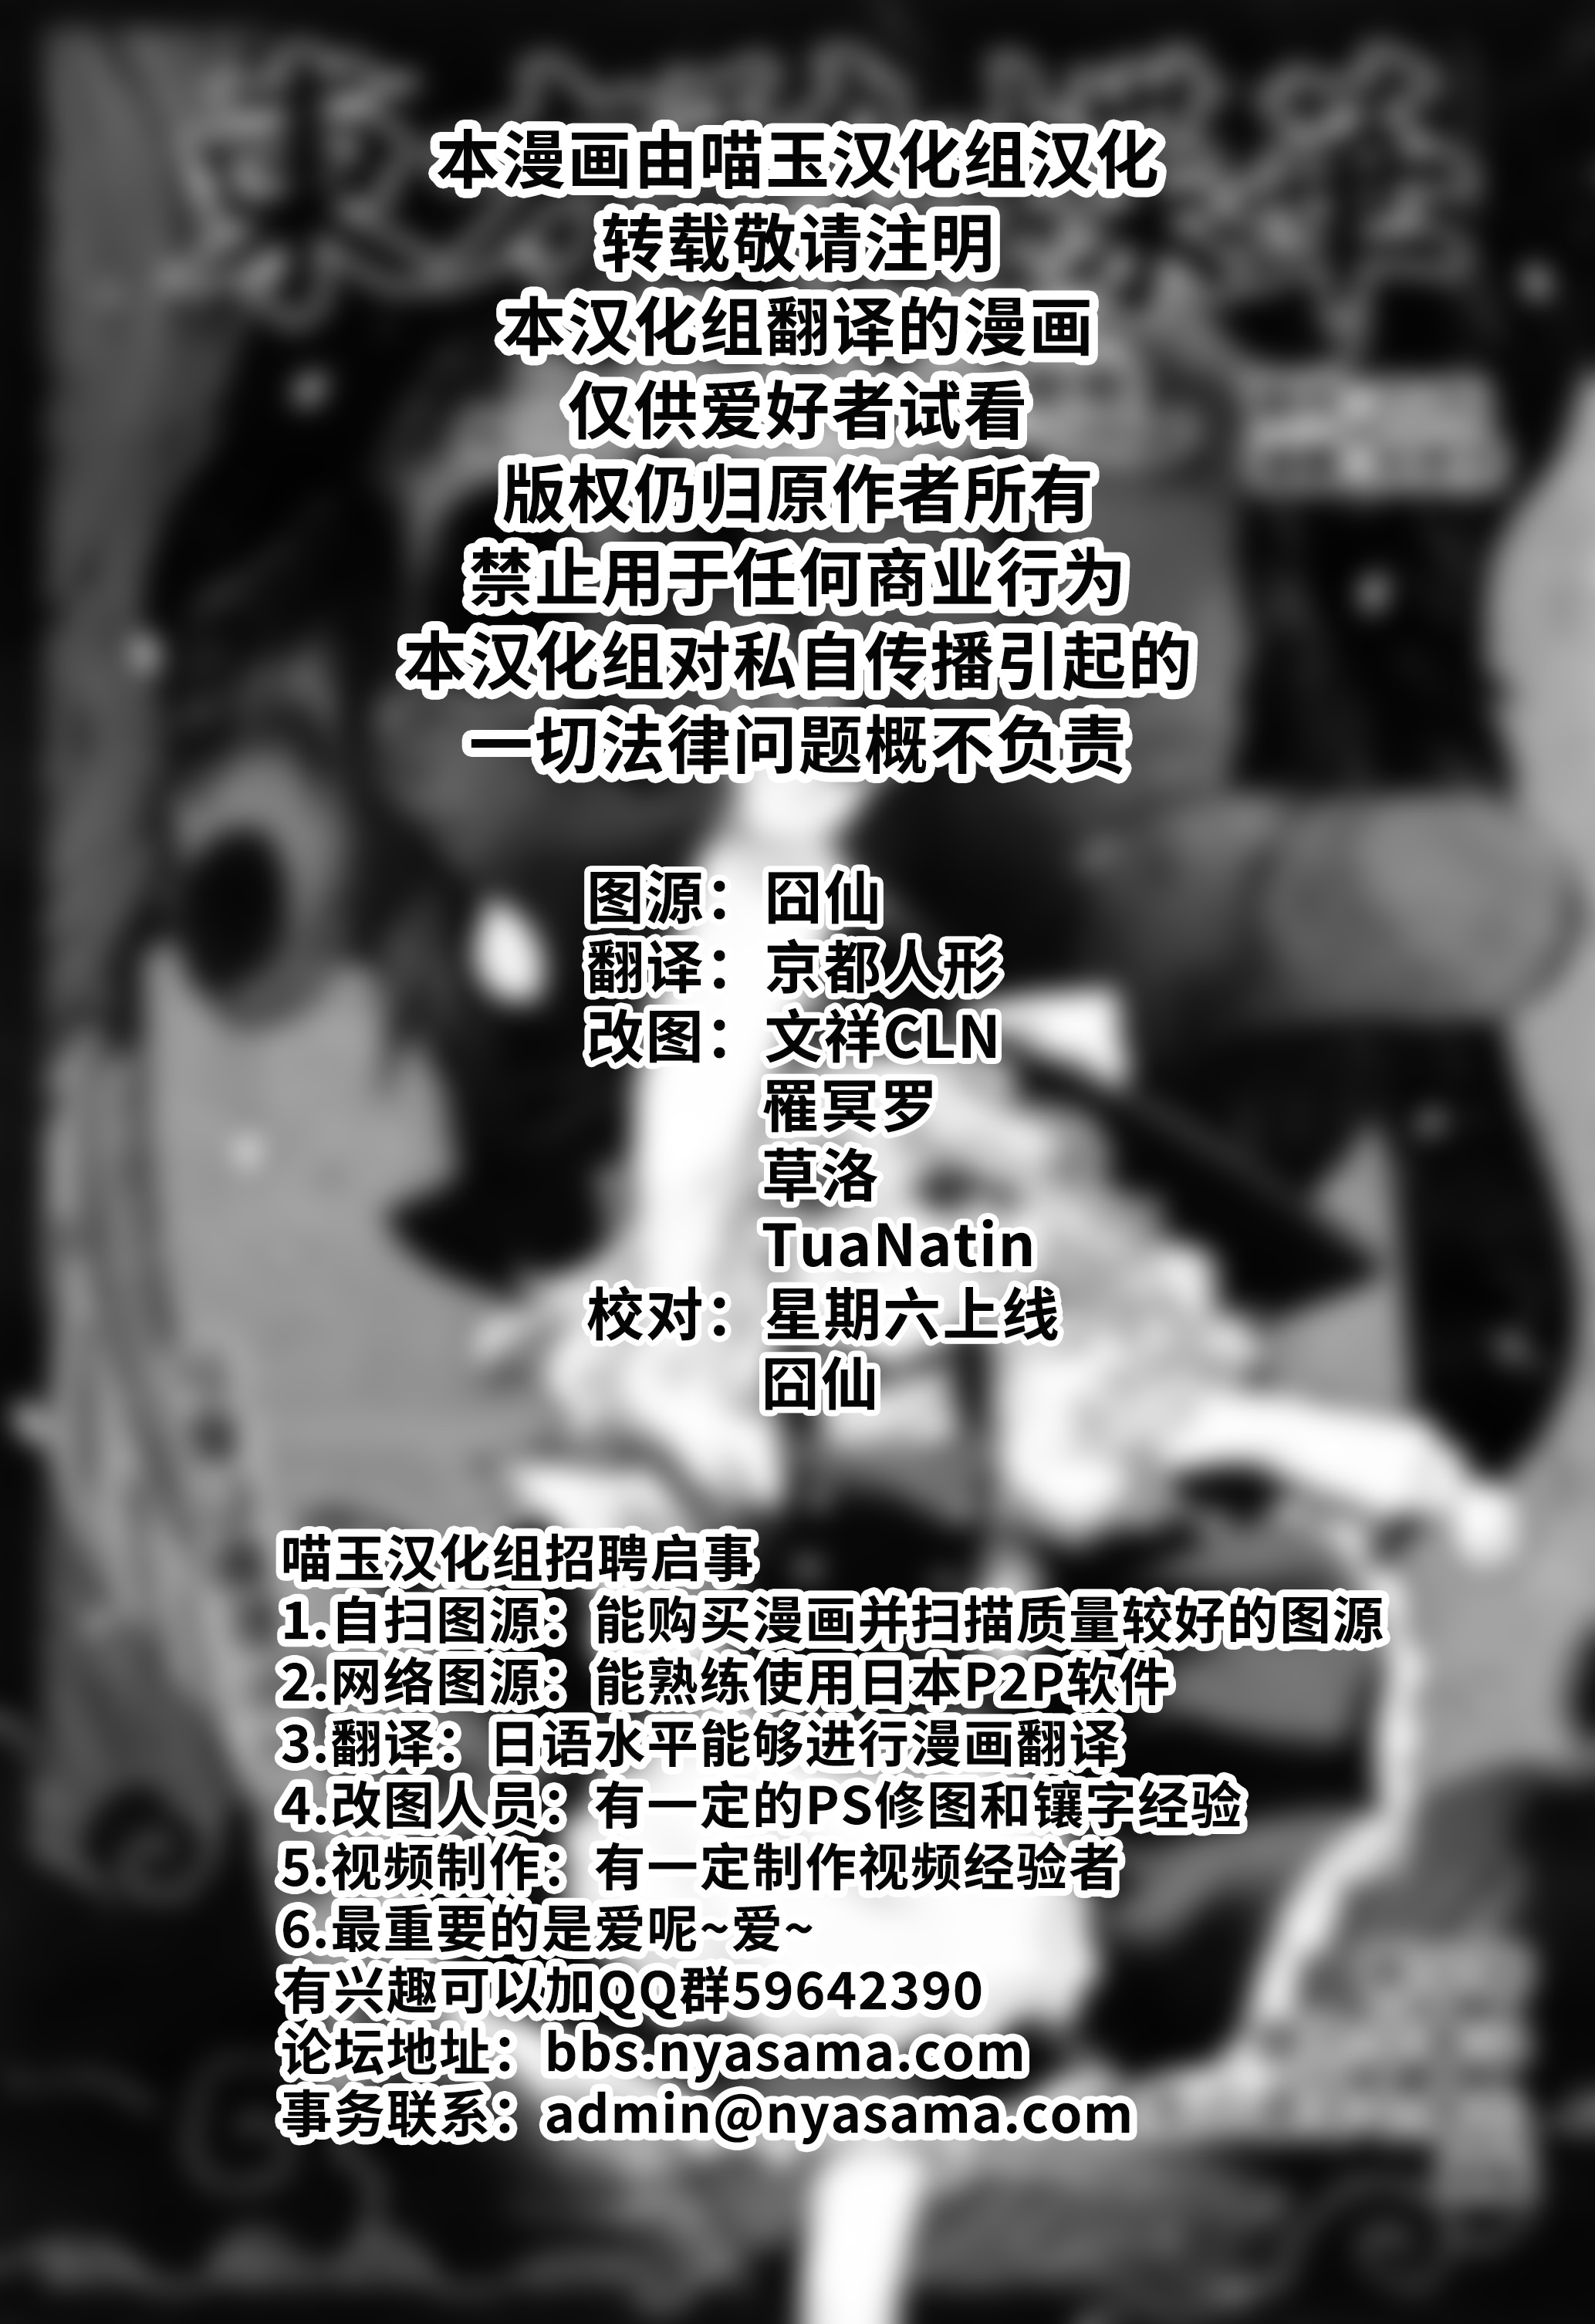 本漫画由喵玉汉化组汉化
转载敬请注明
本汉化组翻译的漫画
仅供爱好者试看
版权仍归原作者所有
禁止用于任何商业行为
本汉化组对私自传播引起的
一切法律问题概不负责
图源：囧仙
翻译：京都人形
改图：文祥CLN
罹冥罗
草洛
TuaNatin
校对：星期六上线
囧仙
喵玉汉化组招聘启事
1.自扫图源：能购买漫画并扫描质量较好的图源
2.网络图源：能熟练使用日本P2P软件
3.翻译：日语水平能够进行漫画翻译
4.改图人员：有一定的PS修图和镶字经验
5.视频制作：有一定制作视频经验者
6.最重要的是爱呢~爱~
有兴趣可以加QQ群59642390
论坛地址：bbs.nyasama.com
事务联系：admin@nyasama.com